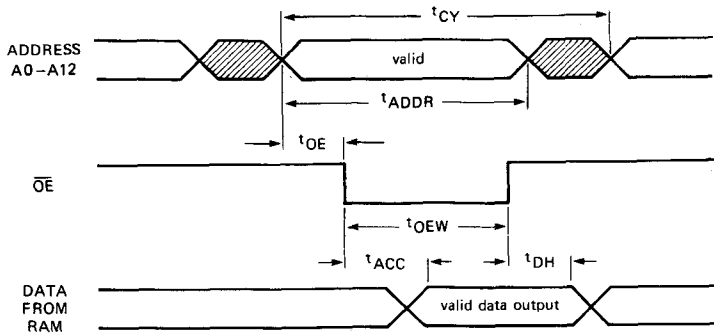 tCY
ADDRESS
A0–A12
valid
tADDR
tOE
OE
tOEW
tACC
tDH
DATA
FROM
RAM
valid data output